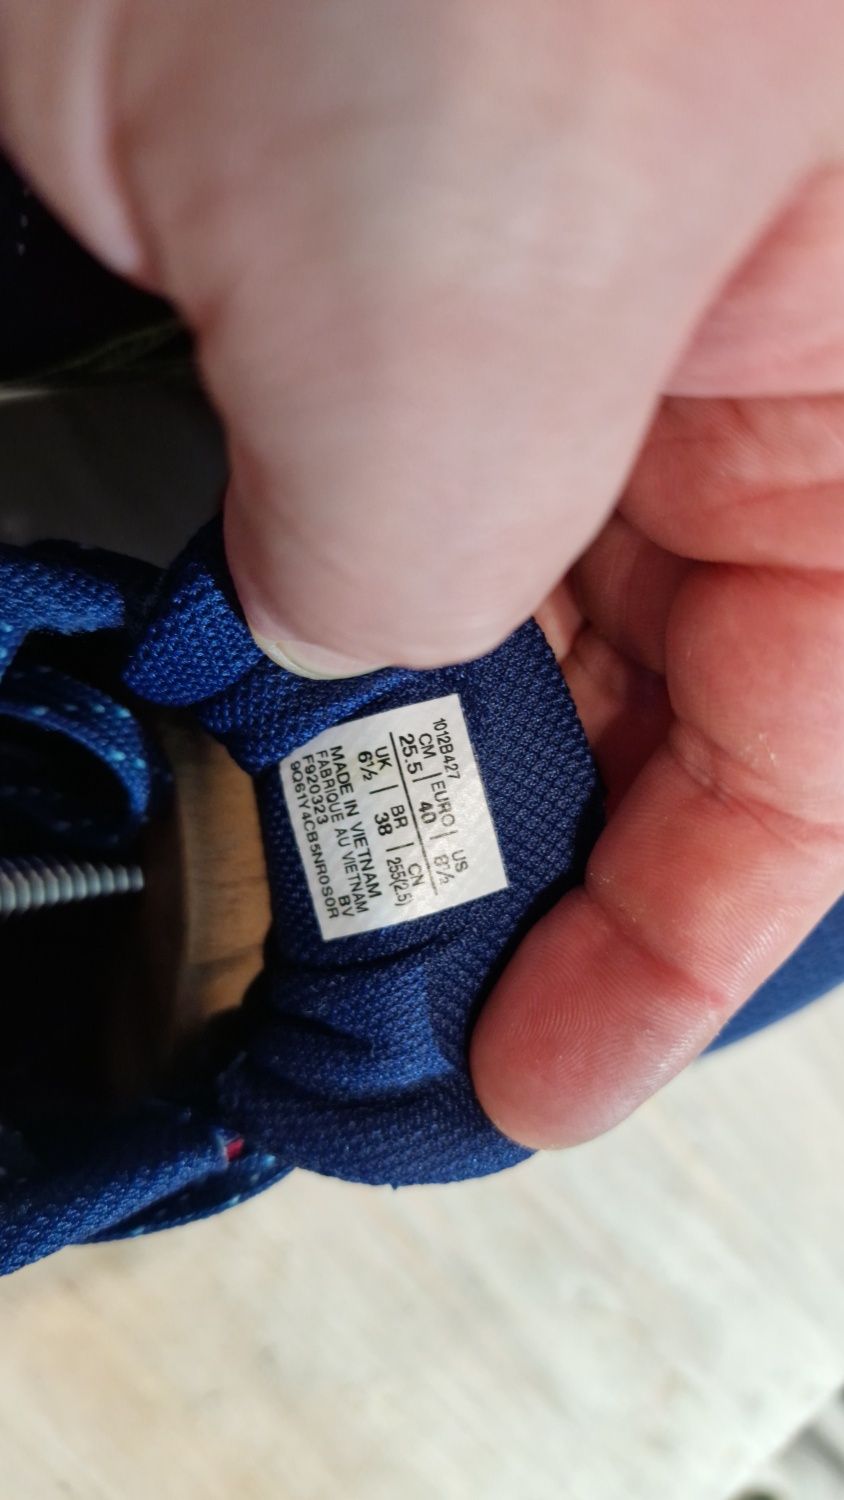 1012B427
CM | EURO | US
25.5 | 40 | 8½
UK | BR | CN
6½ | 38 | 255(2.5)
MADE IN VIETNAM
FABRIQUE AU VIETNAM
F920323 BV
9Q61Y4CB5NR0S0R